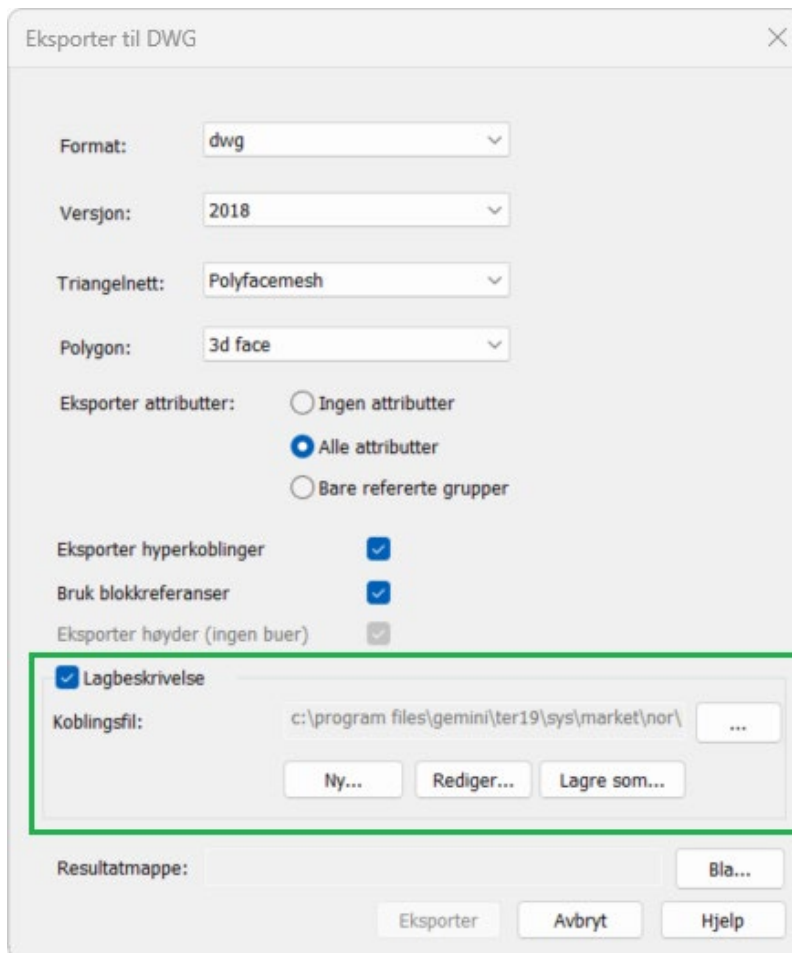 Eksporter til DWG
Format: dwg
Versjon: 2018
Triangelnett: Polyfacemesh
Polygon: 3d face
Eksporter attributter: Ingen attributter
Alle attributter
Bare refererte grupper
Eksporter hyperkoblinger
Bruk blokkreferanser
Eksporter høyder (ingen buer)
Lagbeskrivelse
Koblingsfil: c:\program files\gemini\ter19\sys\market\nor\ ...
Ny... Rediger... Lagre som...
Resultatmappe: Bla...
Eksporter Avbryt Hjelp